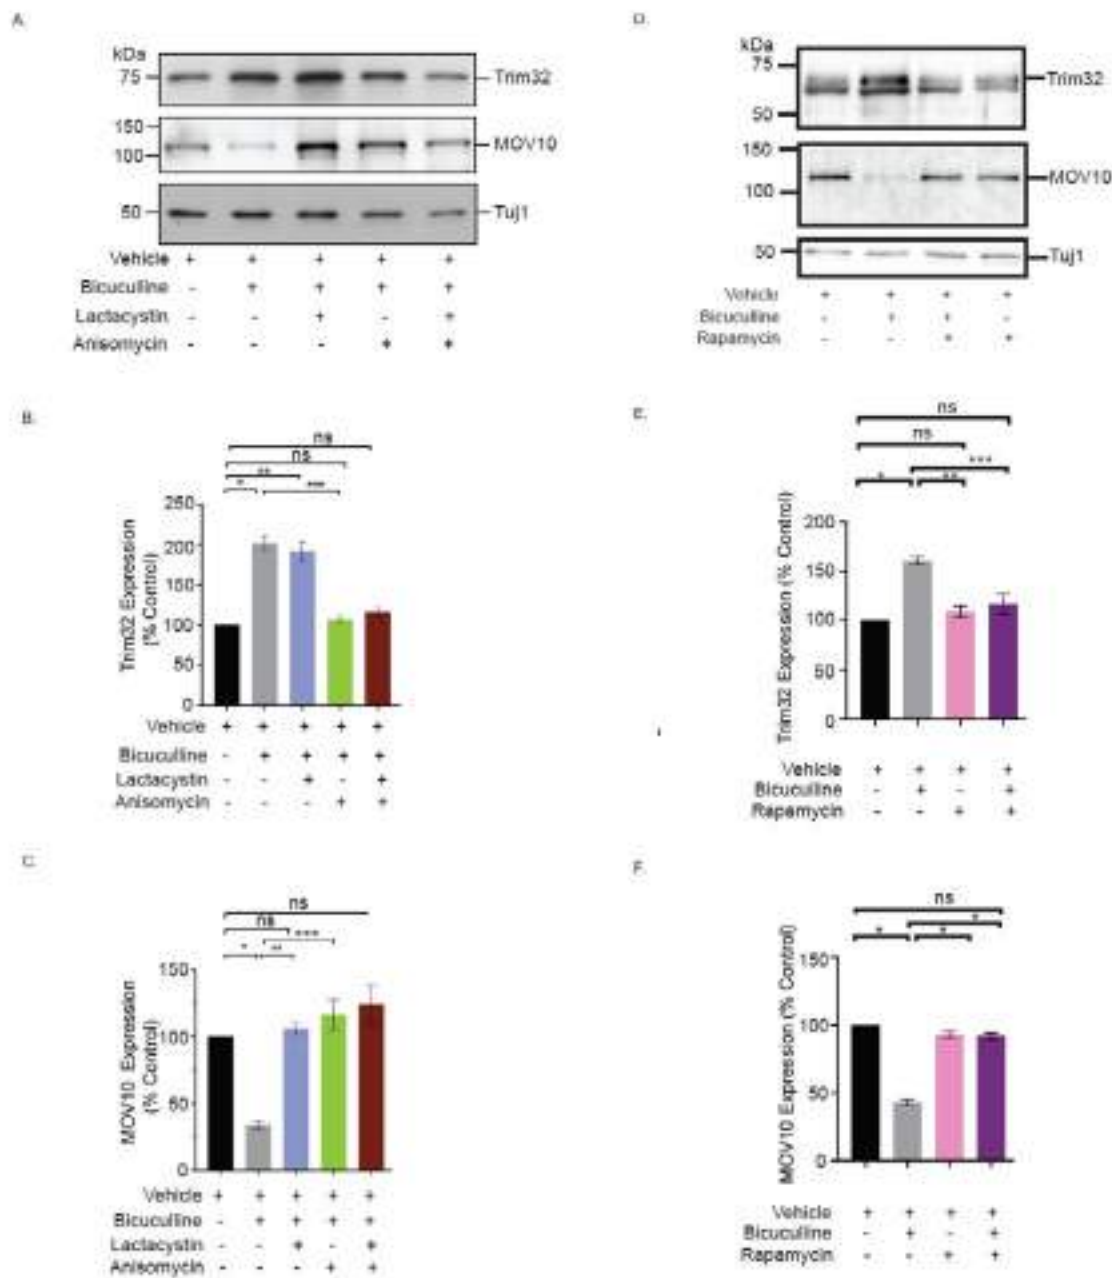 A.
kDa
75
Trim32
150
100
MOV10
50
Tuj1
Vehicle + + + + +
Bicuculline - + + + +
Lactacystin - - + - +
Anisomycin - - - + +
B.
ns
ns
**
* ***
Trim32 Expression
(% Control)
250
200
150
100
50
0
Vehicle + + + + +
Bicuculline - + + + +
Lactacystin - - + - +
Anisomycin - - - + +
C.
ns
ns
***
* **
MOV10 Expression
(% Control)
150
100
50
0
Vehicle + + + + +
Bicuculline - + + + +
Lactacystin - - + - +
Anisomycin - - - + +
D.
kDa
75
Trim32
50
150
MOV10
100
50
Tuj1
Vehicle + + + +
Bicuculline - + + -
Rapamycin - - + +
E.
ns
ns
***
* **
Trim32 Expression (% Control)
200
150
100
50
0
Vehicle + + + +
Bicuculline - + - +
Rapamycin - - + +
F.
ns
*
* *
MOV10 Expression (% Control)
150
100
50
0
Vehicle + + + +
Bicuculline - + - +
Rapamycin - - + +